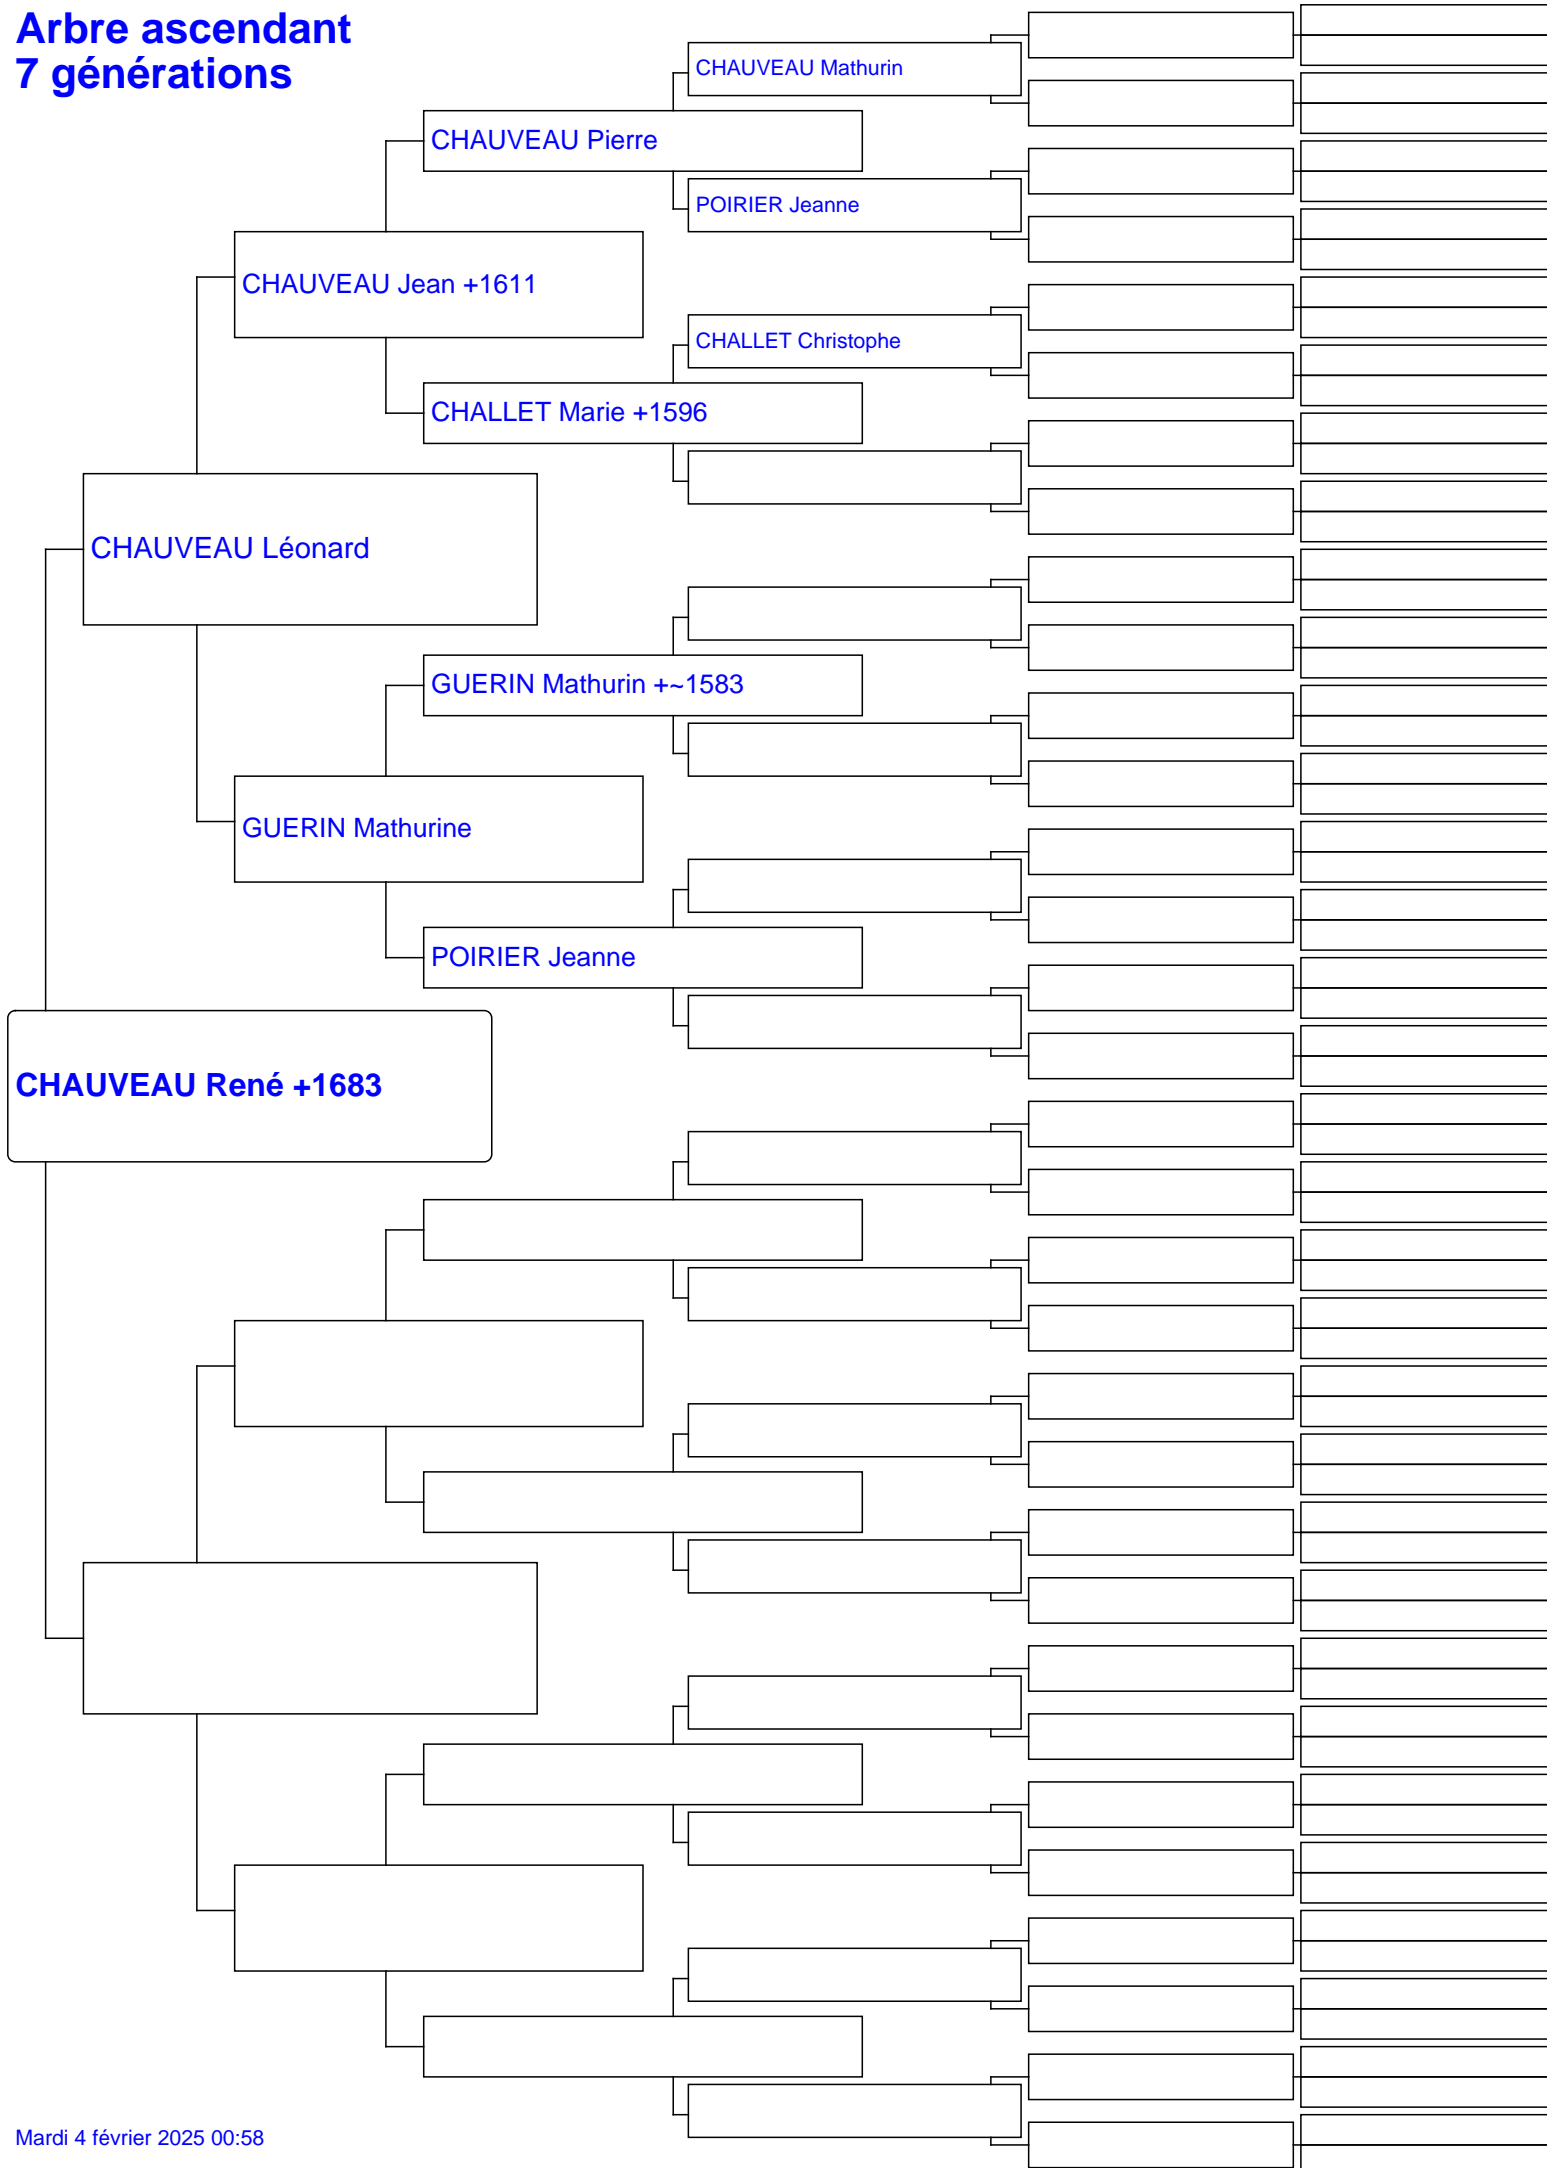 Arbre ascendant
7 générations
CHAUVEAU Mathurin
CHAUVEAU Pierre
POIRIER Jeanne
CHAUVEAU Jean +1611
CHALLET Christophe
CHALLET Marie +1596
CHAUVEAU Léonard
GUERIN Mathurin +~1583
GUERIN Mathurine
POIRIER Jeanne
CHAUVEAU René +1683
Mardi 4 février 2025 00:58